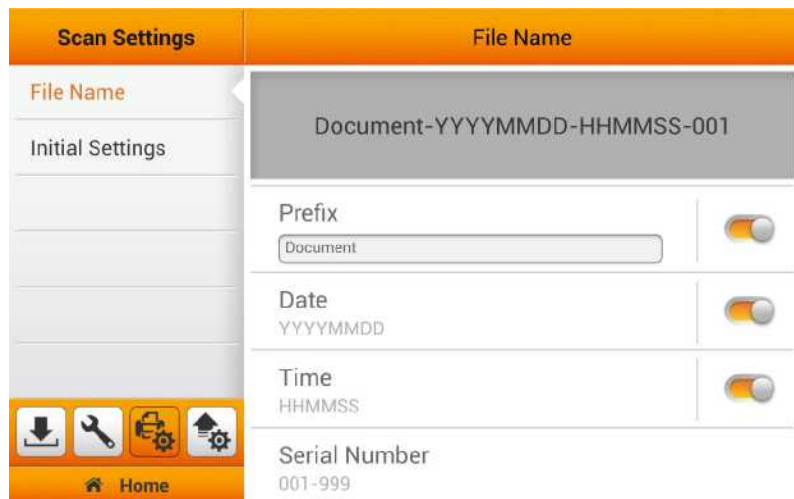 Scan Settings
File Name
File Name
Initial Settings
Home
Document-YYYYMMDD-HHMMSS-001
Prefix
Document
Date
YYYYMMDD
Time
HHMMSS
Serial Number
001-999